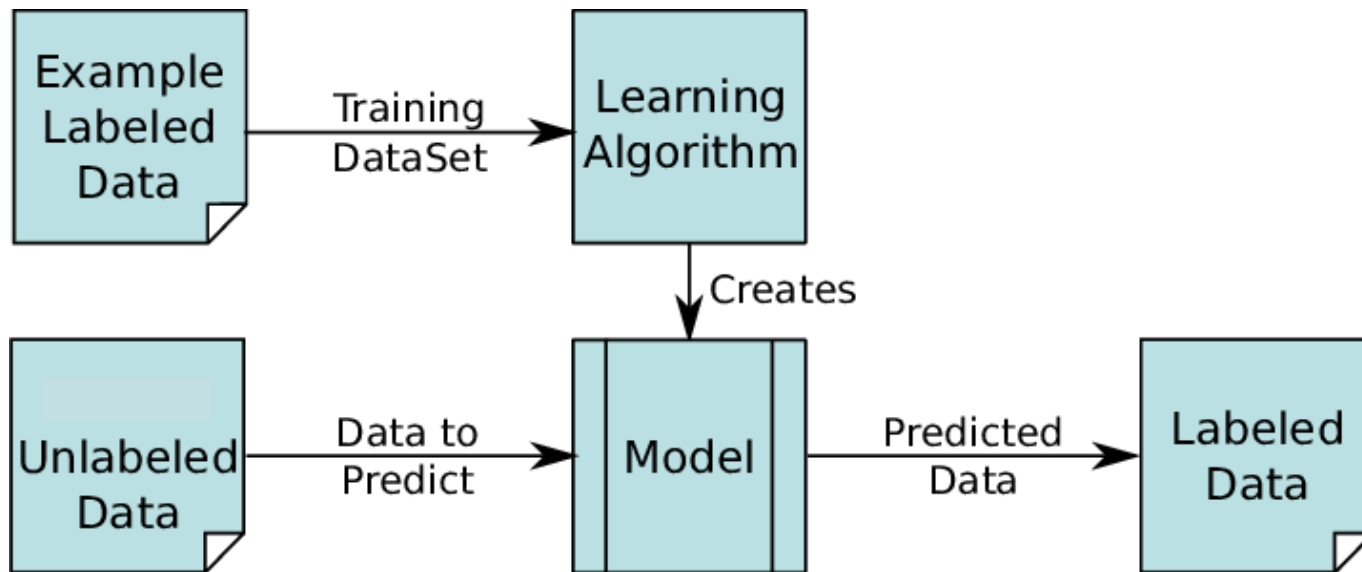 Example
Labeled
Data
Training
DataSet
Learning
Algorithm
Creates
Unlabeled
Data
Data to
Predict
Model
Predicted
Data
Labeled
Data